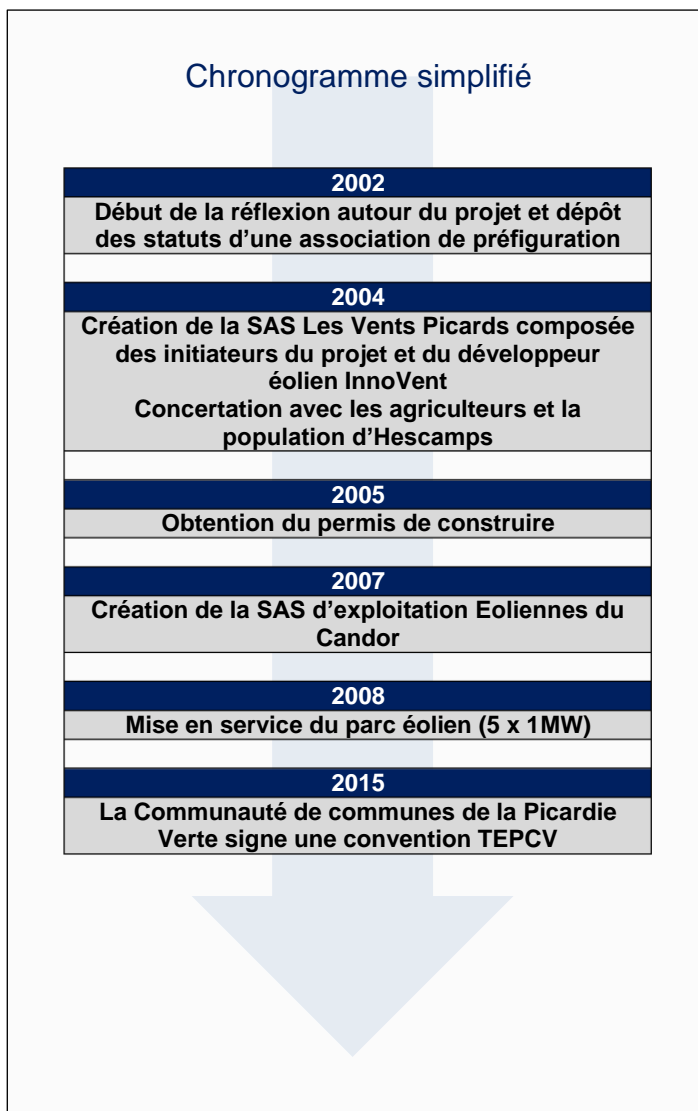 Chronogramme simplifié
2002
Début de la réflexion autour du projet et dépôt
des statuts d'une association de préfiguration
2004
Création de la SAS Les Vents Picards composée
des initiateurs du projet et du développeur
éolien InnoVent
Concertation avec les agriculteurs et la
population d'Hescamps
2005
Obtention du permis de construire
2007
Création de la SAS d'exploitation Eoliennes du
Candor
2008
Mise en service du parc éolien (5 x 1MW)
2015
La Communauté de communes de la Picardie
Verte signe une convention TEPCV